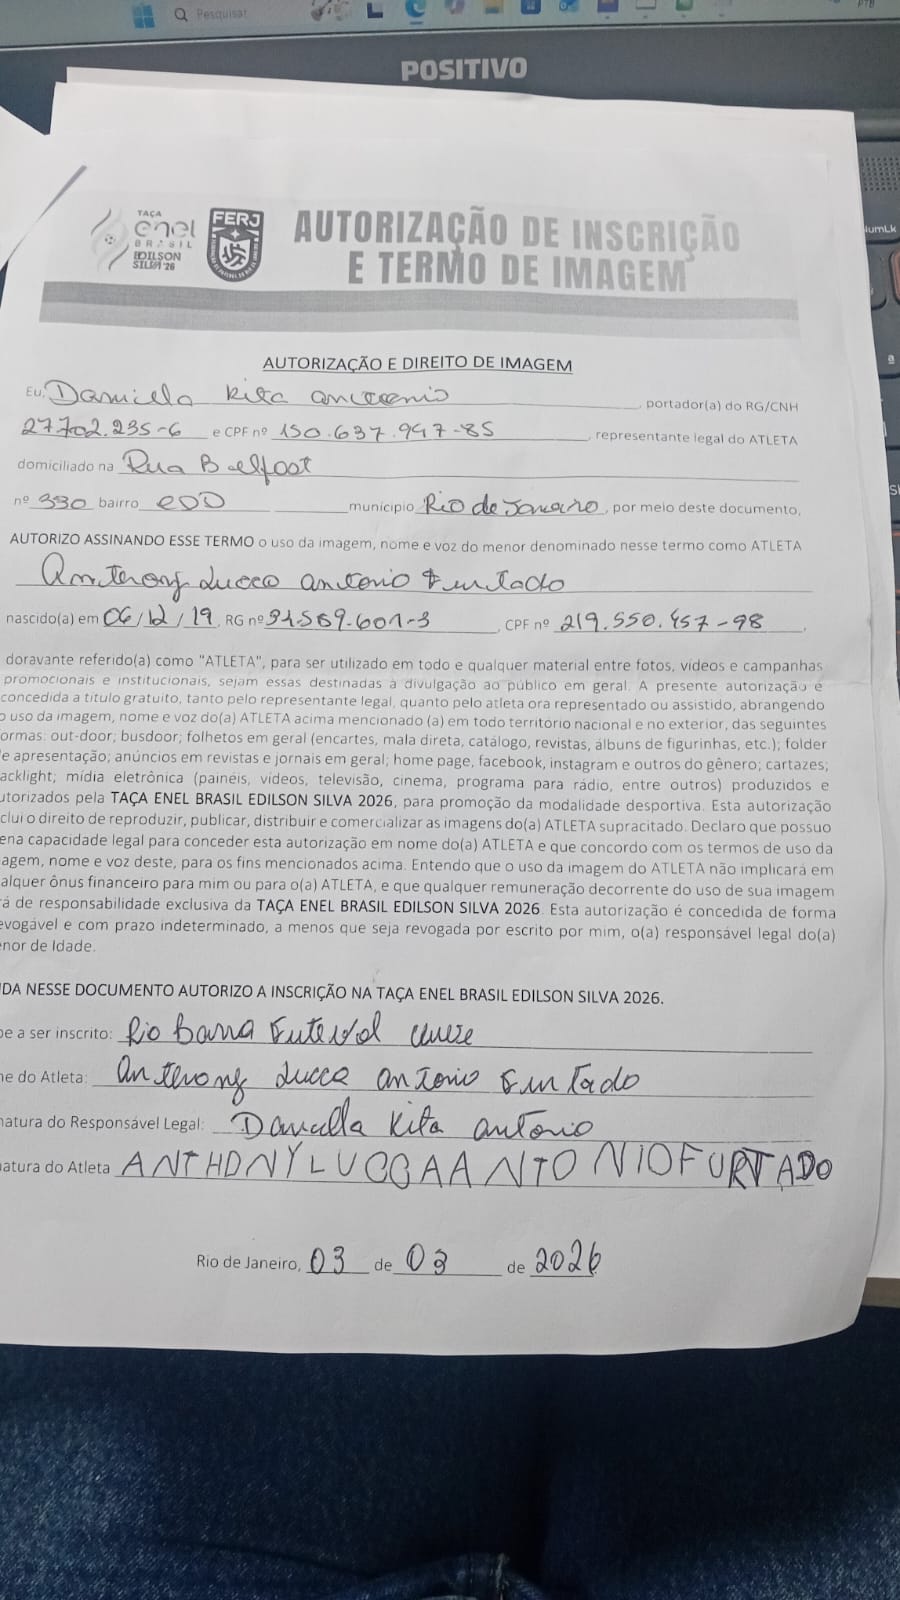 Pesquisar
POSITIVO
umLk
TAÇA
enel
BRASIL
EDILSON
SILVA'26
FERJ
AUTORIZAÇÃO DE INSCRIÇÃO
E TERMO DE IMAGEM
AUTORIZAÇÃO E DIREITO DE IMAGEM
Eu, Daniella Kita Antonio, portador(a) do RG/CNH
27702.235-6 e CPF nº 150.637.947-85, representante legal do ATLETA
domiciliado na Rua Belfoot
nº 330 bairro município Rio de Janeiro, por meio deste documento,
AUTORIZO ASSINANDO ESSE TERMO o uso da imagem, nome e voz do menor denominado nesse termo como ATLETA
Anthony Lucca Antonio Furtado
nascido(a) em 06/12/19, RG nº 34.569.601-3, CPF nº 219.550.457-98,
doravante referido(a) como "ATLETA", para ser utilizado em todo e qualquer material entre fotos, vídeos e campanhas
promocionais e institucionais, sejam essas destinadas à divulgação ao público em geral. A presente autorização é
concedida a título gratuito, tanto pelo representante legal, quanto pelo atleta ora representado ou assistido, abrangendo
o uso da imagem, nome e voz do(a) ATLETA acima mencionado (a) em todo território nacional e no exterior, das seguintes
ormas: out-door; busdoor; folhetos em geral (encartes, mala direta, catálogo, revistas, álbuns de figurinhas, etc.); folder
e apresentação; anúncios em revistas e jornais em geral; home page, facebook, instagram e outros do gênero; cartazes;
acklight; mídia eletrônica (painéis, vídeos, televisão, cinema, programa para rádio, entre outros) produzidos e
utorizados pela TAÇA ENEL BRASIL EDILSON SILVA 2026, para promoção da modalidade desportiva. Esta autorização
clui o direito de reproduzir, publicar, distribuir e comercializar as imagens do(a) ATLETA supracitado. Declaro que possuo
ena capacidade legal para conceder esta autorização em nome do(a) ATLETA e que concordo com os termos de uso da
agem, nome e voz deste, para os fins mencionados acima. Entendo que o uso da imagem do ATLETA não implicará em
alquer ônus financeiro para mim ou para o(a) ATLETA, e que qualquer remuneração decorrente do uso de sua imagem
rá de responsabilidade exclusiva da TAÇA ENEL BRASIL EDILSON SILVA 2026. Esta autorização é concedida de forma
evogável e com prazo indeterminado, a menos que seja revogada por escrito por mim, o(a) responsável legal do(a)
enor de Idade.
DA NESSE DOCUMENTO AUTORIZO A INSCRIÇÃO NA TAÇA ENEL BRASIL EDILSON SILVA 2026.
pe a ser inscrito: Rio Barra Futebol Clube
ne do Atleta: Anthony Lucca Antonio Furtado
natura do Responsável Legal: Daniella Kita Antonio
natura do Atleta ANTHONYLUCCAANTONIOFURTADO
Rio de Janeiro, 03 de 03 de 2026